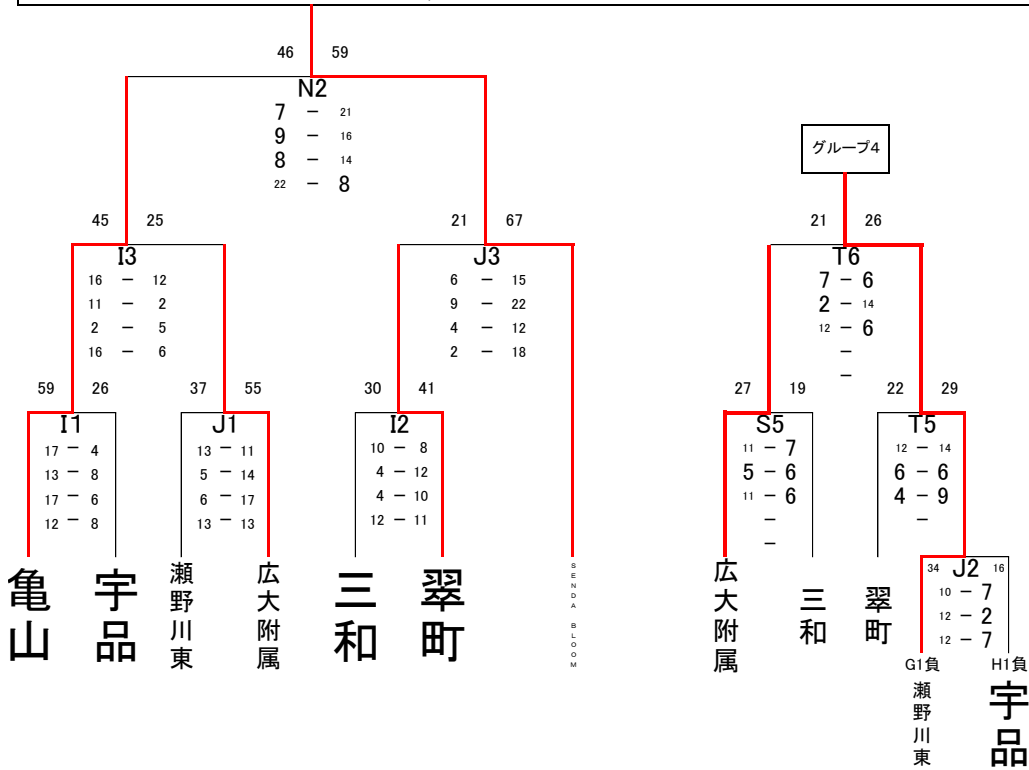 46 59
N2
7 － 21
9 － 16
8 － 14
22 － 8
グループ4
45 25
21 67
21 26
I3
16 － 12
11 － 2
2 － 5
16 － 6
J3
6 － 15
9 － 22
4 － 12
2 － 18
T6
7 － 6
2 － 14
12 － 6
－
－
59 26
37 55
30 41
27 19
22 29
I1
17 － 4
13 － 8
17 － 6
12 － 8
J1
13 － 11
5 － 14
6 － 17
13 － 13
I2
10 － 8
4 － 12
4 － 10
12 － 11
S5
11 － 7
5 － 6
11 － 6
－
－
T5
12 － 14
6 － 6
4 － 9
－
亀山
宇品
瀬野川東
広大附属
三和
翠町
SENDA BLOOM
広大附属
三和
翠町
34 J2 16
10 － 7
12 － 2
12 － 7
G1負
H1負
瀬野川東
宇品